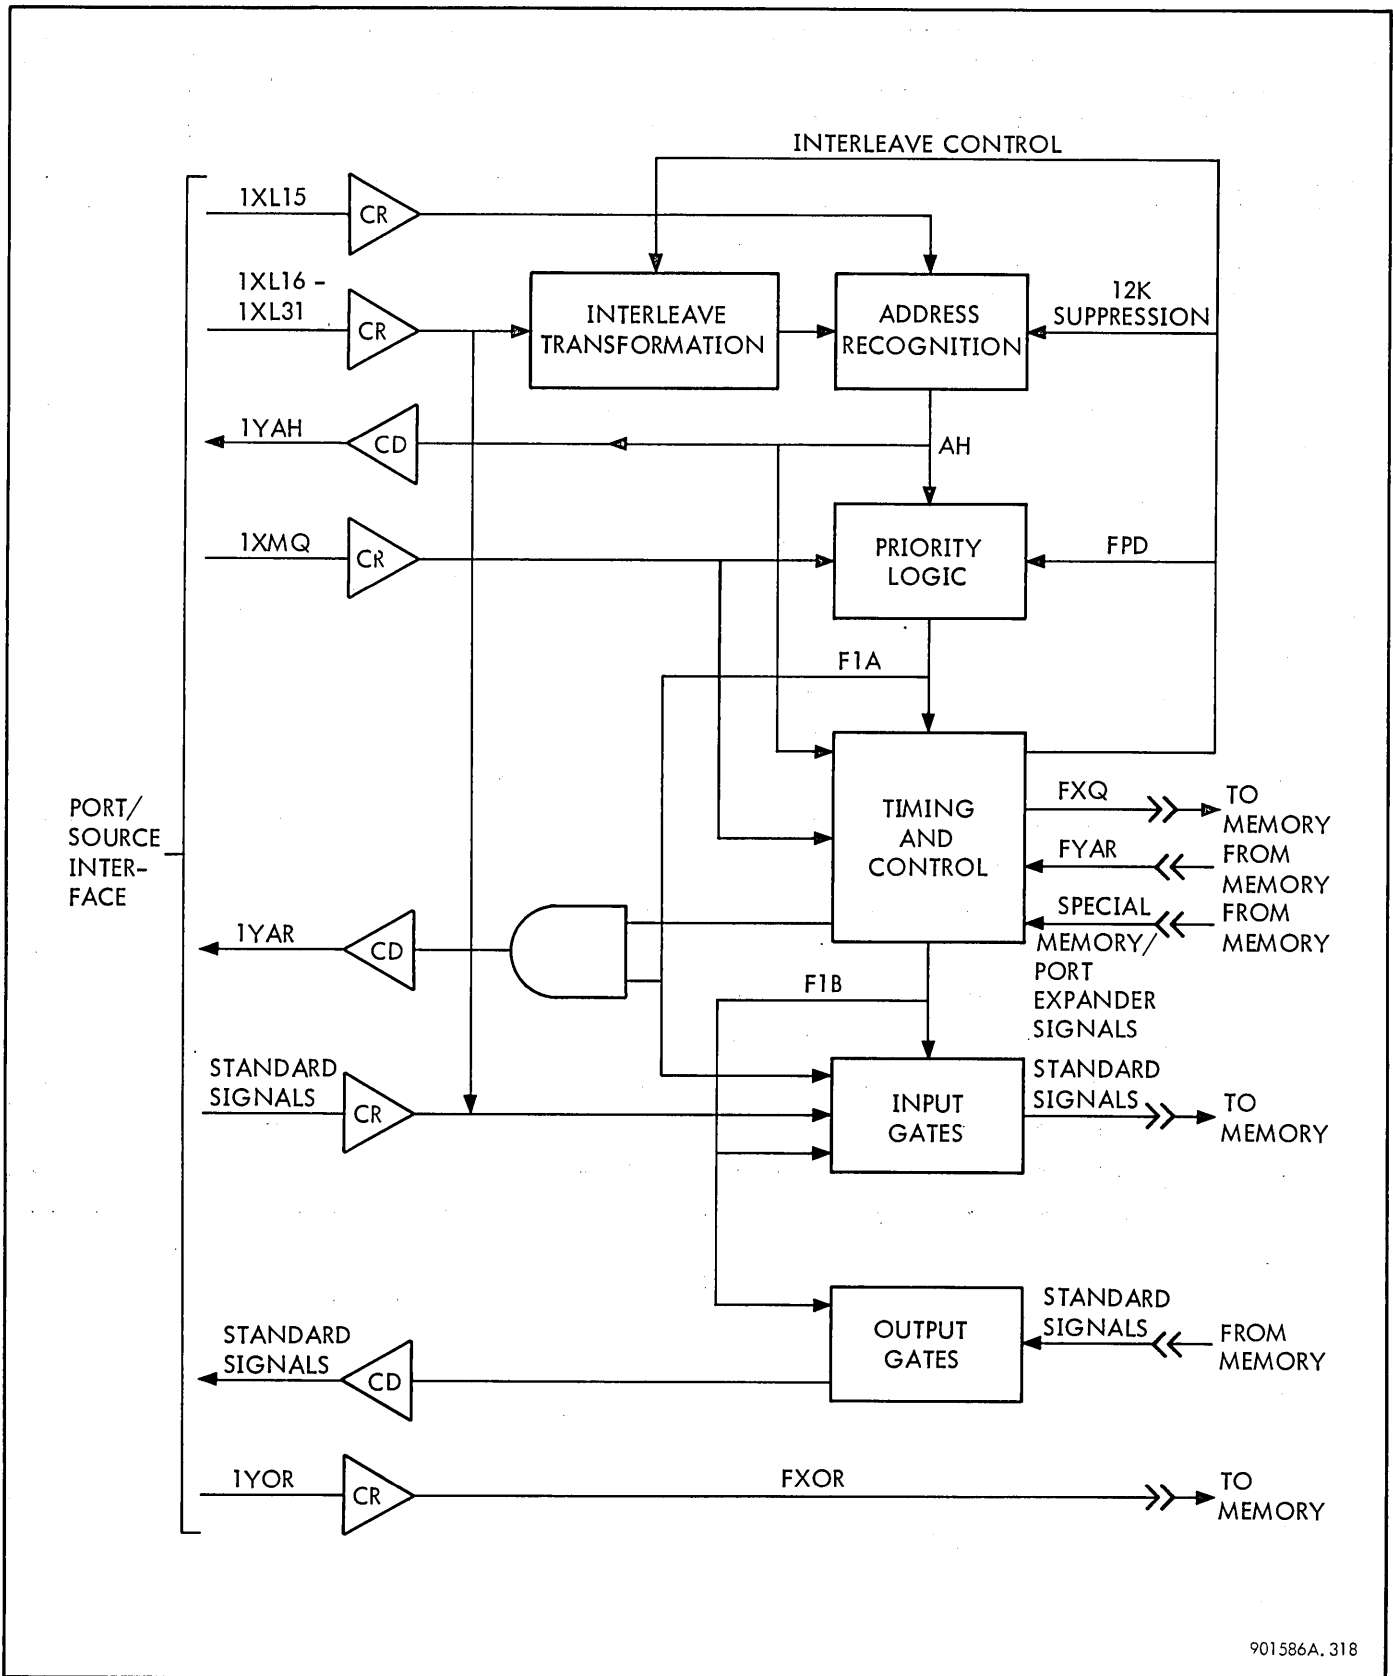 INTERLEAVE CONTROL
1XL15
CR
1XL16 –
1XL31
CR
INTERLEAVE
TRANSFORMATION
ADDRESS
RECOGNITION
12K
SUPPRESSION
1YAH
CD
AH
1XMQ
CR
PRIORITY
LOGIC
FPD
F1A
PORT/
SOURCE
INTER-
FACE
TIMING
AND
CONTROL
FXQ
TO
MEMORY
FYAR
FROM
MEMORY
SPECIAL
MEMORY/
PORT
EXPANDER
SIGNALS
FROM
MEMORY
1YAR
CD
F1B
STANDARD
SIGNALS
CR
INPUT
GATES
STANDARD
SIGNALS
TO
MEMORY
STANDARD
SIGNALS
CD
OUTPUT
GATES
STANDARD
SIGNALS
FROM
MEMORY
1YOR
CR
FXOR
TO
MEMORY
901586A. 318